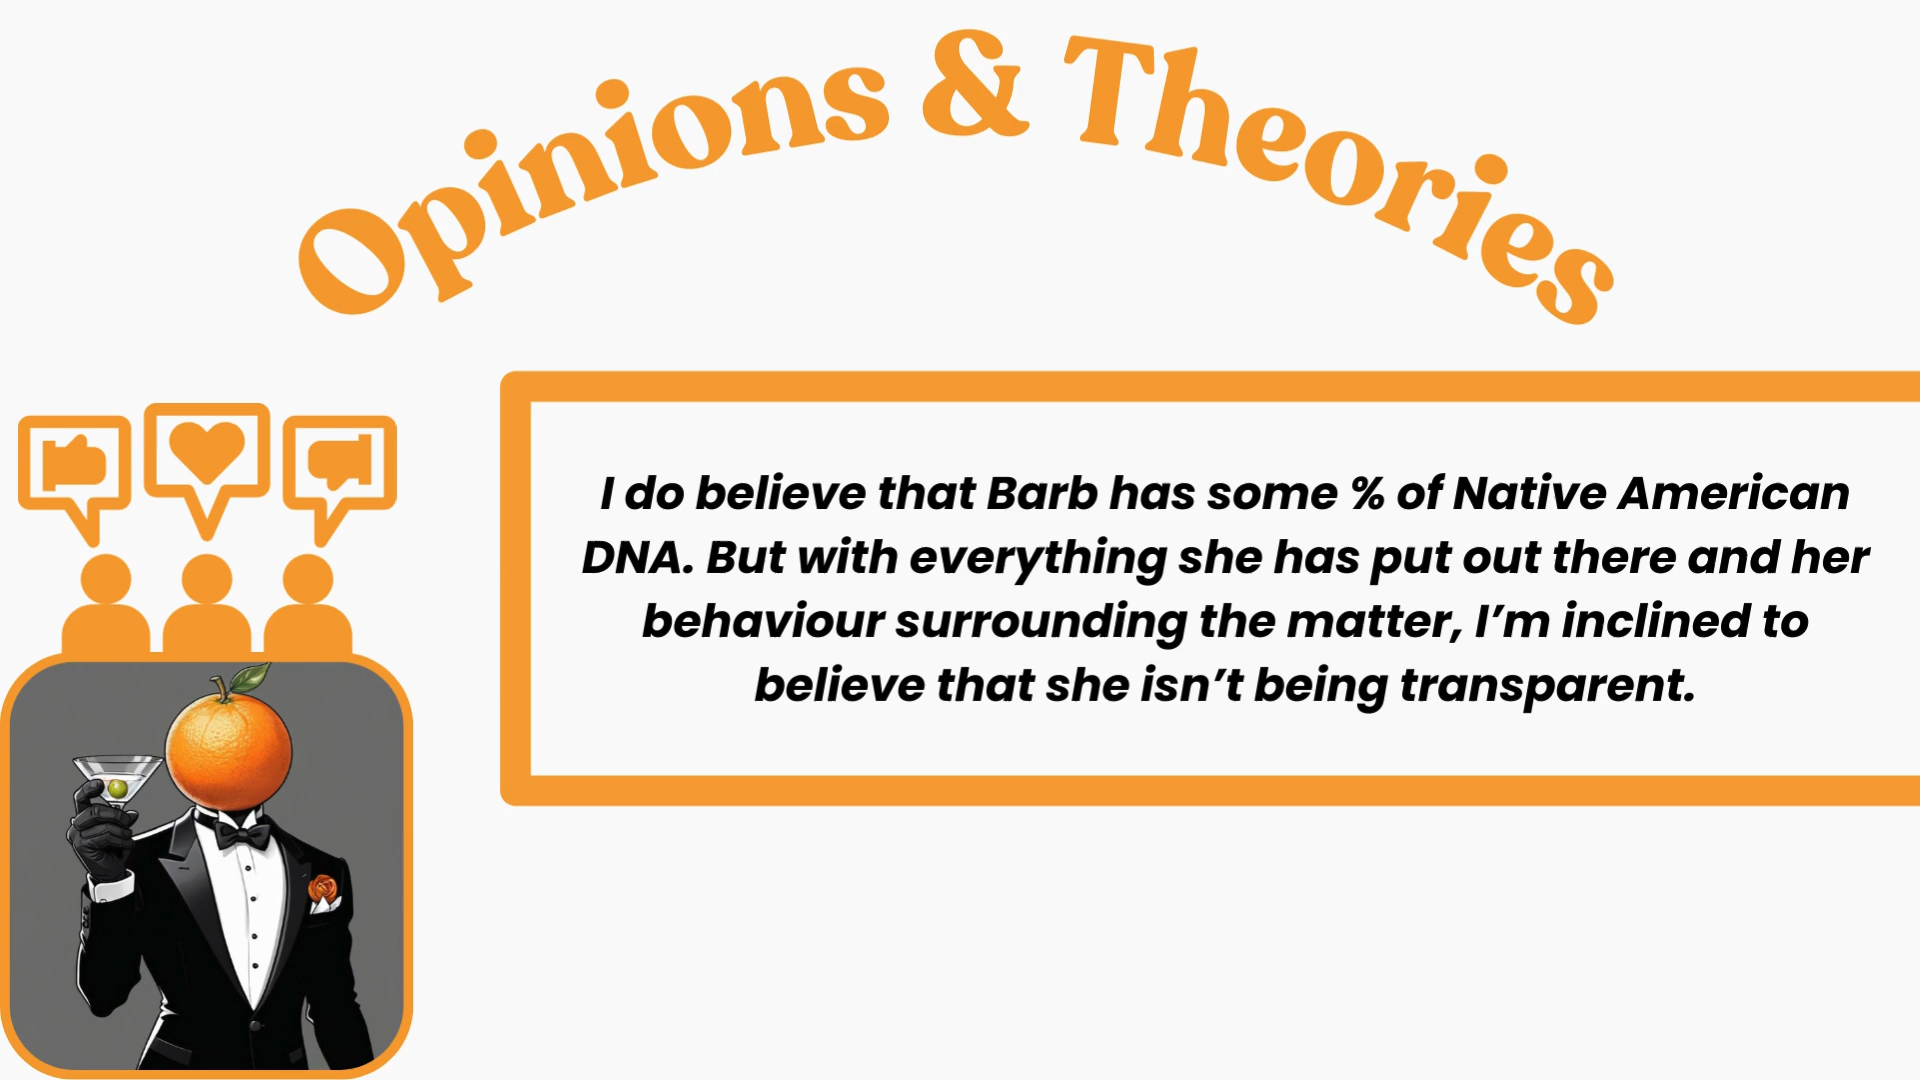 Opinions & Theories
I do believe that Barb has some % of Native American
DNA. But with everything she has put out there and her
behaviour surrounding the matter, I’m inclined to
believe that she isn’t being transparent.